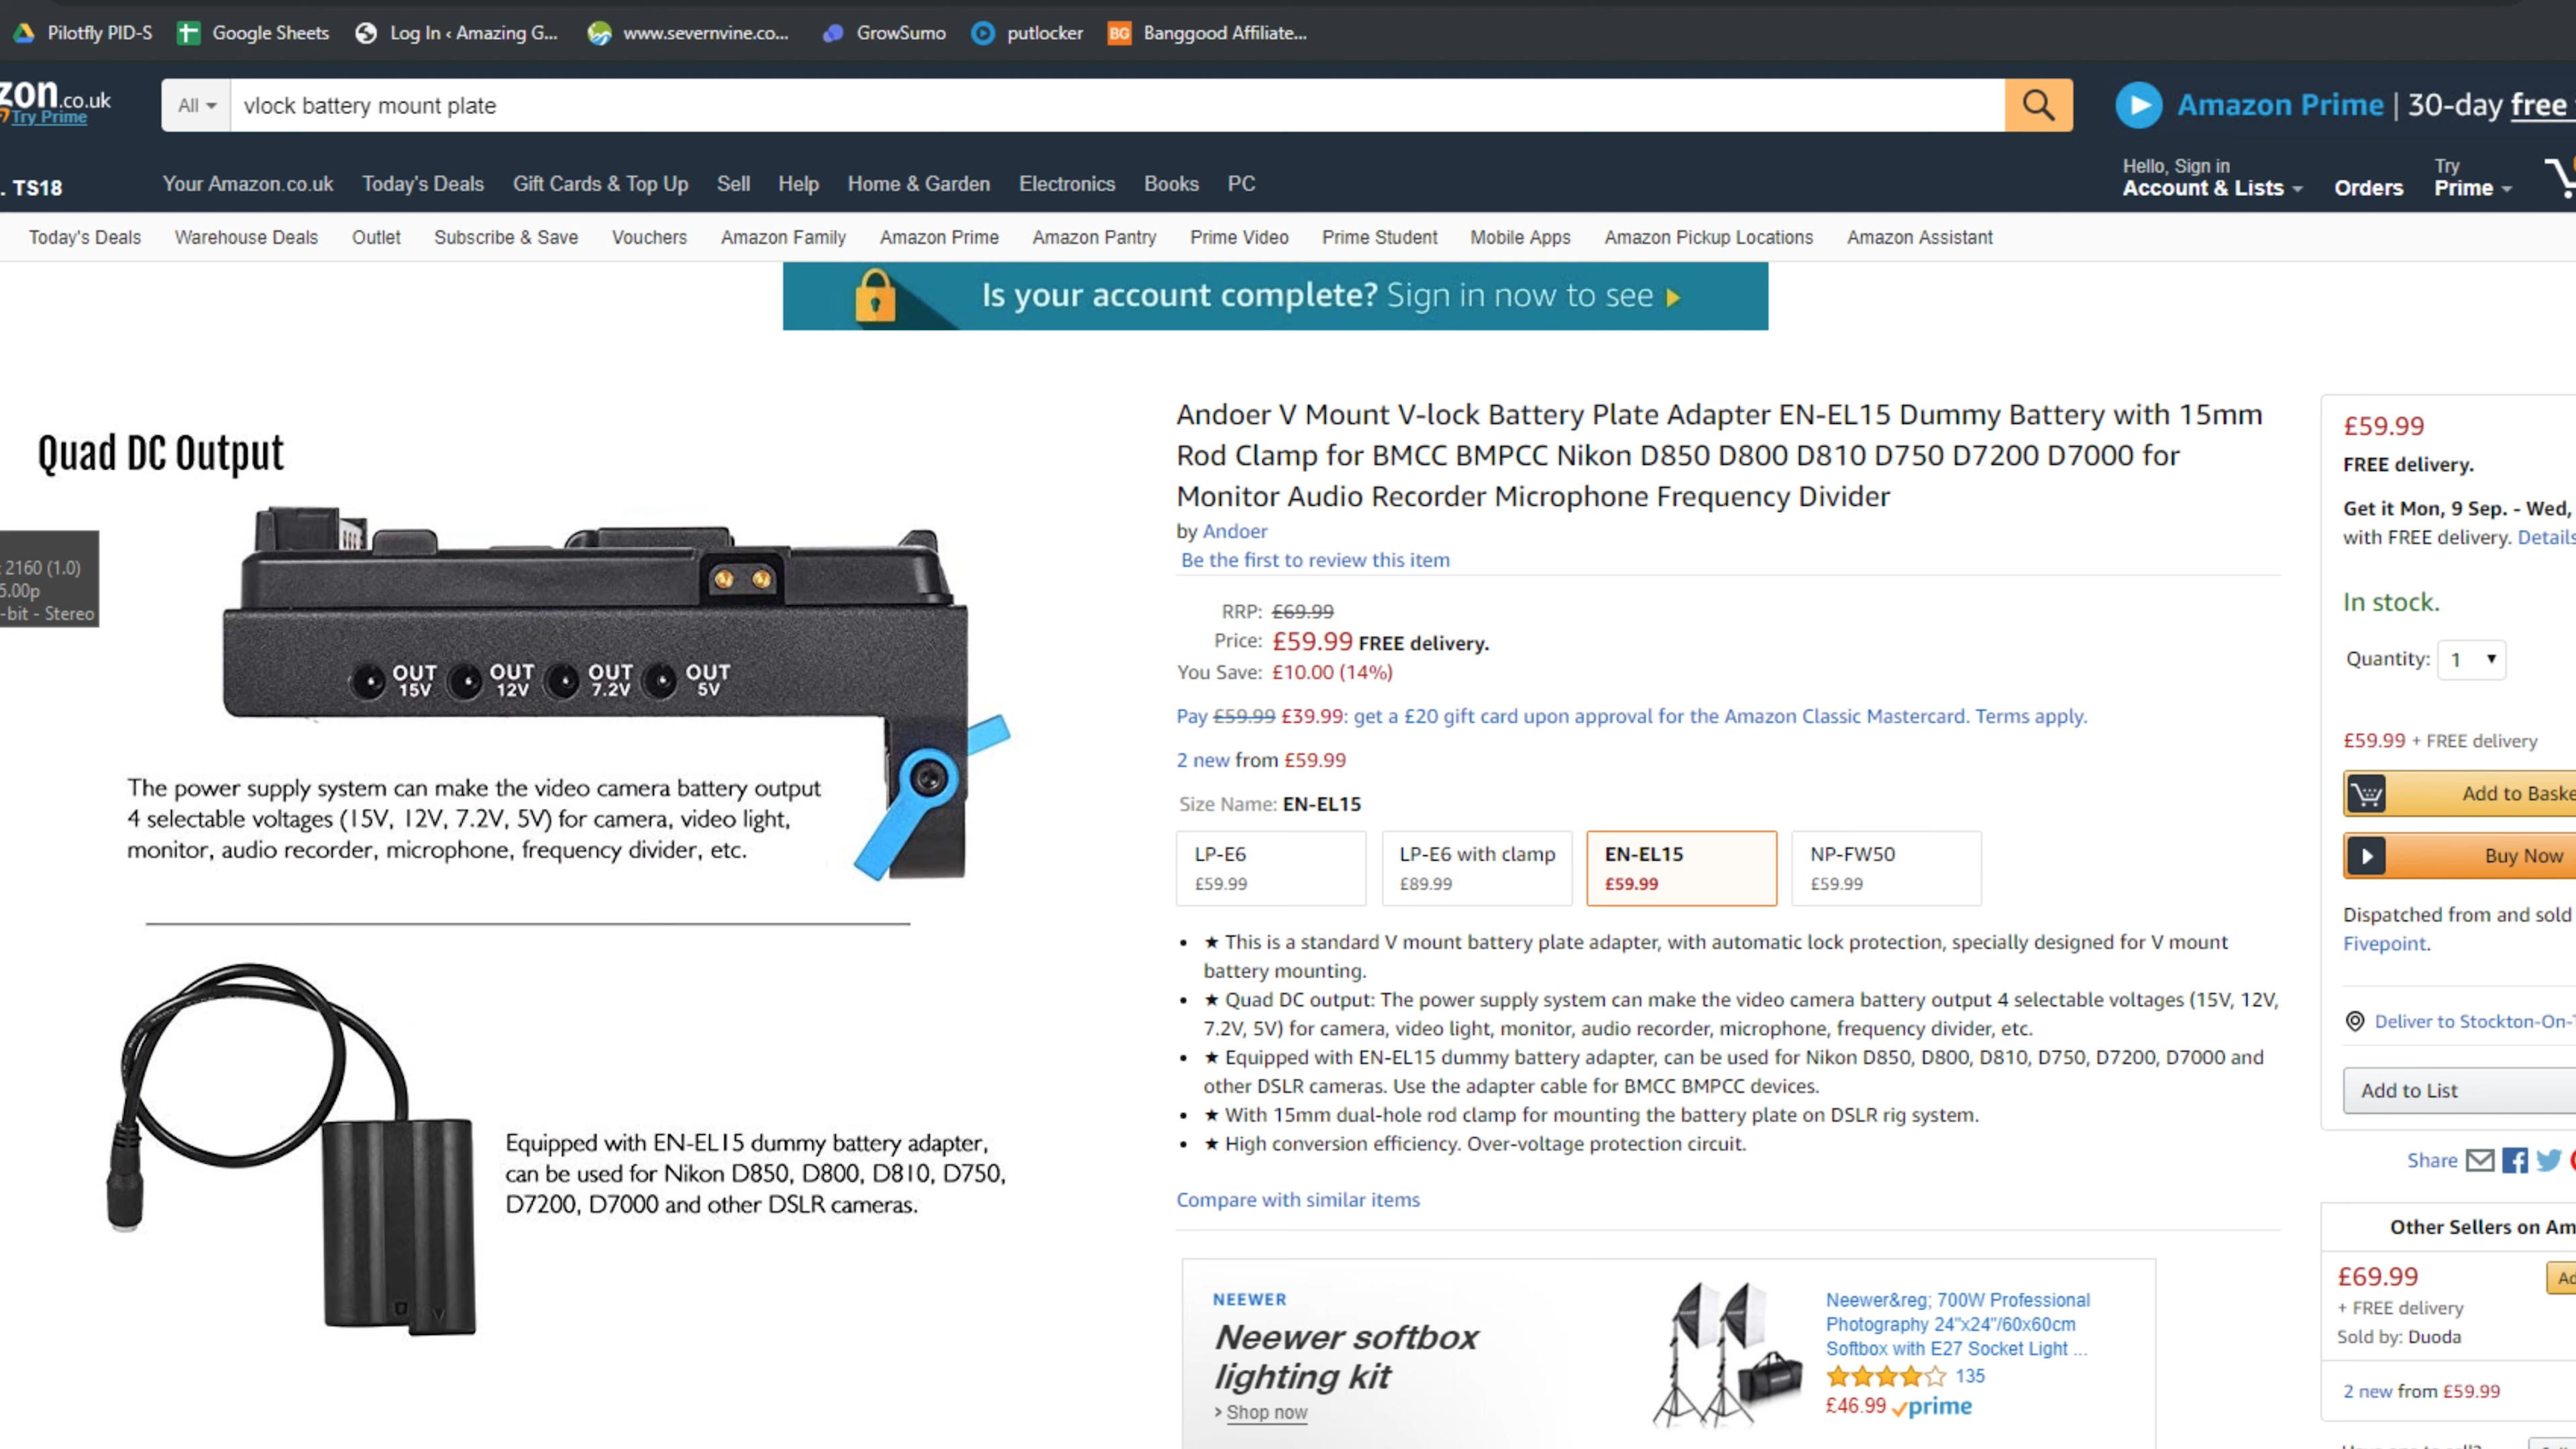 Pilotfly PID-S Google Sheets Log In ‹ Amazing G... www.severnvine.co... GrowSumo putlocker BG Banggood Affiliate...
zon.co.uk
Try Prime
All vlock battery mount plate
Amazon Prime | 30-day free
. TS18
Your Amazon.co.uk Today's Deals Gift Cards & Top Up Sell Help Home & Garden Electronics Books PC
Hello, Sign in
Account & Lists
Orders
Try
Prime
Today's Deals Warehouse Deals Outlet Subscribe & Save Vouchers Amazon Family Amazon Prime Amazon Pantry Prime Video Prime Student Mobile Apps Amazon Pickup Locations Amazon Assistant
Is your account complete? Sign in now to see
Quad DC Output
: 2160 (1.0)
5.00p
-bit - Stereo
OUT 15V OUT 12V OUT 7.2V OUT 5V
The power supply system can make the video camera battery output
4 selectable voltages (15V, 12V, 7.2V, 5V) for camera, video light,
monitor, audio recorder, microphone, frequency divider, etc.
Equipped with EN-EL15 dummy battery adapter,
can be used for Nikon D850, D800, D810, D750,
D7200, D7000 and other DSLR cameras.
Andoer V Mount V-lock Battery Plate Adapter EN-EL15 Dummy Battery with 15mm
Rod Clamp for BMCC BMPCC Nikon D850 D800 D810 D750 D7200 D7000 for
Monitor Audio Recorder Microphone Frequency Divider
by Andoer
Be the first to review this item
RRP: £69.99
Price: £59.99 FREE delivery.
You Save: £10.00 (14%)
Pay £59.99 £39.99: get a £20 gift card upon approval for the Amazon Classic Mastercard. Terms apply.
2 new from £59.99
Size Name: EN-EL15
LP-E6 LP-E6 with clamp EN-EL15 NP-FW50
£59.99 £89.99 £59.99 £59.99
• ★ This is a standard V mount battery plate adapter, with automatic lock protection, specially designed for V mount
battery mounting.
• ★ Quad DC output: The power supply system can make the video camera battery output 4 selectable voltages (15V, 12V,
7.2V, 5V) for camera, video light, monitor, audio recorder, microphone, frequency divider, etc.
• ★ Equipped with EN-EL15 dummy battery adapter, can be used for Nikon D850, D800, D810, D750, D7200, D7000 and
other DSLR cameras. Use the adapter cable for BMCC BMPCC devices.
• ★ With 15mm dual-hole rod clamp for mounting the battery plate on DSLR rig system.
• ★ High conversion efficiency. Over-voltage protection circuit.
Compare with similar items
NEEWER
Neewer softbox
lighting kit
› Shop now
Neewer&reg; 700W Professional
Photography 24"x24"/60x60cm
Softbox with E27 Socket Light ...
135
£46.99 prime
£59.99
FREE delivery.
Get it Mon, 9 Sep. - Wed,
with FREE delivery. Details
In stock.
Quantity: 1
£59.99 + FREE delivery
Add to Baske
Buy Now
Dispatched from and sold
Fivepoint.
Deliver to Stockton-On-
Add to List
Share
Other Sellers on Am
£69.99
Ad
+ FREE delivery
Sold by: Duoda
2 new from £59.99